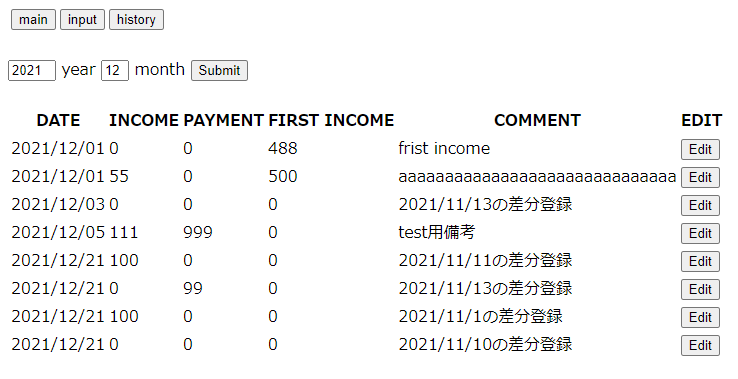 main input history
2021 year 12 month Submit
DATE INCOME PAYMENT FIRST INCOME COMMENT EDIT
2021/12/01 0 0 488 frist income Edit
2021/12/01 55 0 500 aaaaaaaaaaaaaaaaaaaaaaaaaaaaaa Edit
2021/12/03 0 0 0 2021/11/13の差分登録 Edit
2021/12/05 111 999 0 test用備考 Edit
2021/12/21 100 0 0 2021/11/11の差分登録 Edit
2021/12/21 0 99 0 2021/11/13の差分登録 Edit
2021/12/21 100 0 0 2021/11/1の差分登録 Edit
2021/12/21 0 0 0 2021/11/10の差分登録 Edit